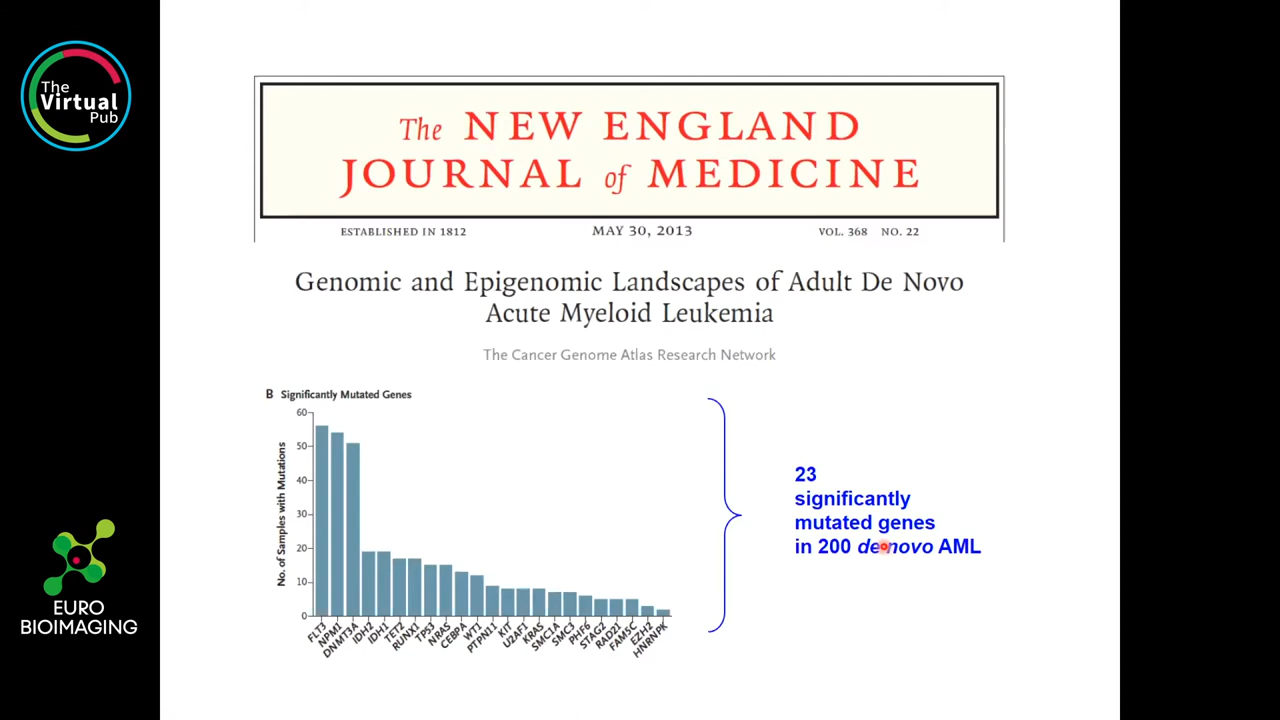 The
Virtual
Pub
The NEW ENGLAND
JOURNAL of MEDICINE
ESTABLISHED IN 1812 MAY 30, 2013 VOL. 368 NO. 22
Genomic and Epigenomic Landscapes of Adult De Novo
Acute Myeloid Leukemia
The Cancer Genome Atlas Research Network
B Significantly Mutated Genes
No. of Samples with Mutations
60
50
40
30
20
10
0
FLT3
NPM1
DNMT3A
IDH2
IDH1
TET2
RUNX1
TP53
NRAS
CEBPA
WT1
PTPN11
KIT
U2AF1
KRAS
SMC1A
SMC3
PHF6
STAG2
RAD21
FAM5C
EZH2
HNRNPK
23
significantly
mutated genes
in 200 de novo AML
EURO
BIOIMAGING